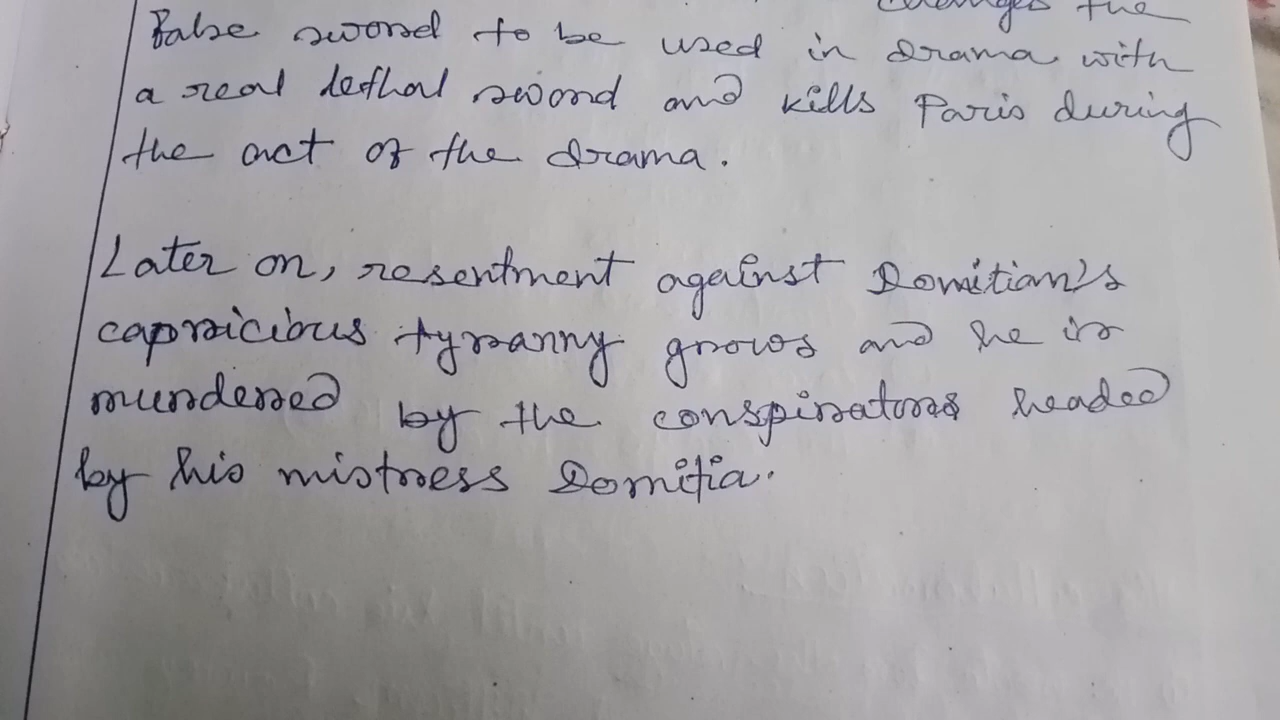 changes the
False sword to be used in drama with
a real lethal sword and kills Paris during
the act of the drama.
Later on, resentment against Domitian's
capricious tyranny grows and he is
murdered by the conspirators headed
by his mistress Domitia.